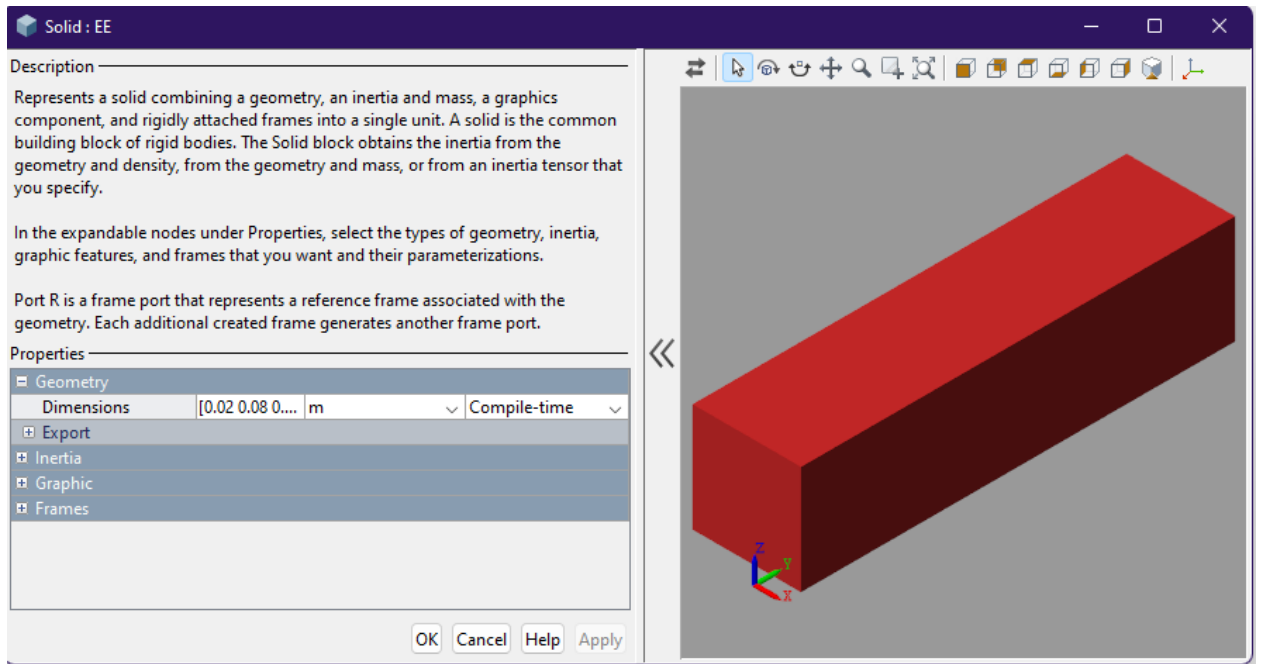 Solid : EE
Description
Represents a solid combining a geometry, an inertia and mass, a graphics
component, and rigidly attached frames into a single unit. A solid is the common
building block of rigid bodies. The Solid block obtains the inertia from the
geometry and density, from the geometry and mass, or from an inertia tensor that
you specify.
In the expandable nodes under Properties, select the types of geometry, inertia,
graphic features, and frames that you want and their parameterizations.
Port R is a frame port that represents a reference frame associated with the
geometry. Each additional created frame generates another frame port.
Properties
Geometry
Dimensions [0.02 0.08 0.... m Compile-time
Export
Inertia
Graphic
Frames
OK Cancel Help Apply
Z
Y
X